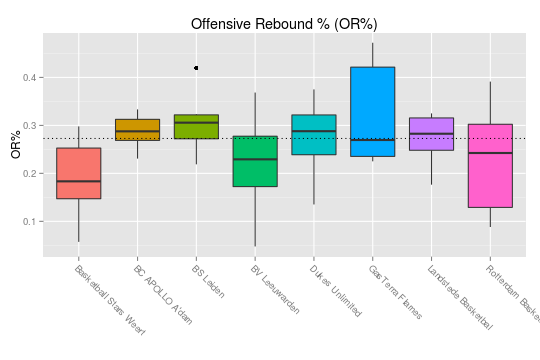 Offensive Rebound % (OR%)
OR%
0.4
0.3
0.2
0.1
Basketball Stars Weert
BC APOLLO A'dam
BS Leiden
BV Leeuwarden
Dukes Unlimited
GasTerra Flames
Landstede Basketbal
Rotterdam Baske